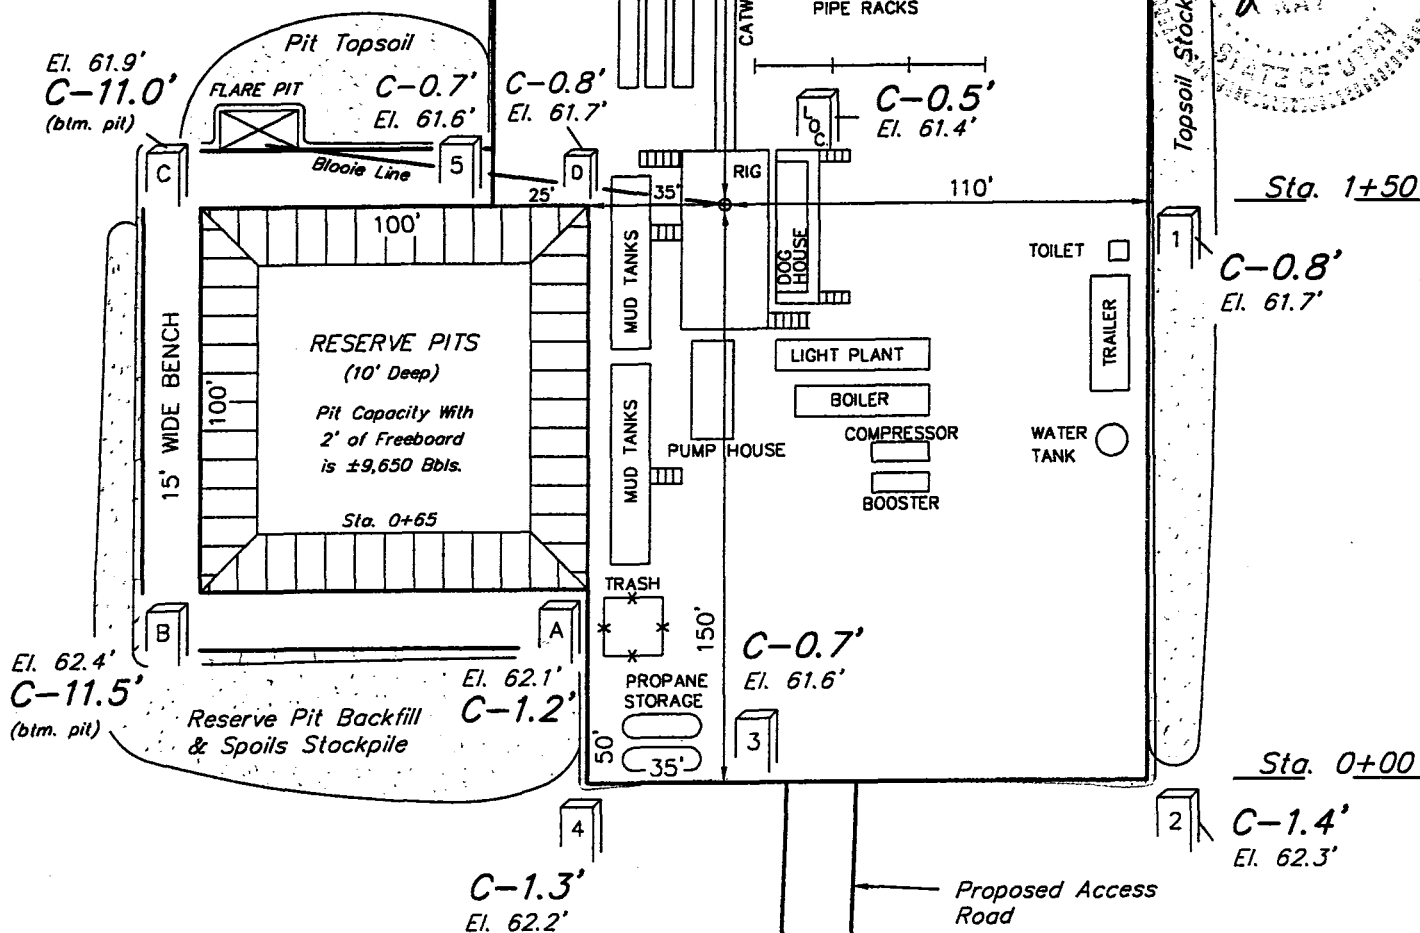 PIPE RACKS
CATW
Topsoil Stock
STATE OF UTAH
Pit Topsoil
El. 61.9'
C-11.0'
(btm. pit)
FLARE PIT
C-0.7'
El. 61.6'
C-0.8'
El. 61.7'
LOC.
C-0.5'
El. 61.4'
C
5
D
Blooie Line
RIG
25'
35'
110'
Sta. 1+50
100'
1
C-0.8'
El. 61.7'
TOILET
TRAILER
MUD TANKS
DOG HOUSE
15' WIDE BENCH
100'
RESERVE PITS
(10' Deep)
Pit Capacity With
2' of Freeboard
is ±9,650 Bbls.
Sta. 0+65
LIGHT PLANT
BOILER
COMPRESSOR
BOOSTER
PUMP HOUSE
MUD TANKS
WATER
TANK
TRASH
150'
B
A
El. 62.4'
C-11.5'
(btm. pit)
El. 62.1'
C-1.2'
Reserve Pit Backfill
& Spoils Stockpile
PROPANE
STORAGE
50'
35'
C-0.7'
El. 61.6'
3
Sta. 0+00
4
C-1.3'
El. 62.2'
2
C-1.4'
El. 62.3'
Proposed Access
Road